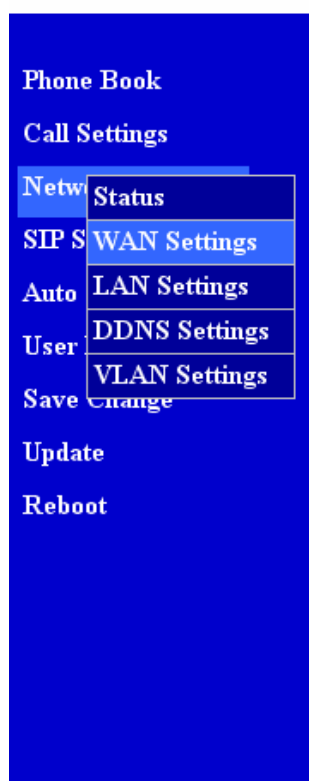 Phone Book
Call Settings
Netw
Status
SIP S
WAN Settings
Auto
LAN Settings
User
DDNS Settings
VLAN Settings
Save Change
Update
Reboot